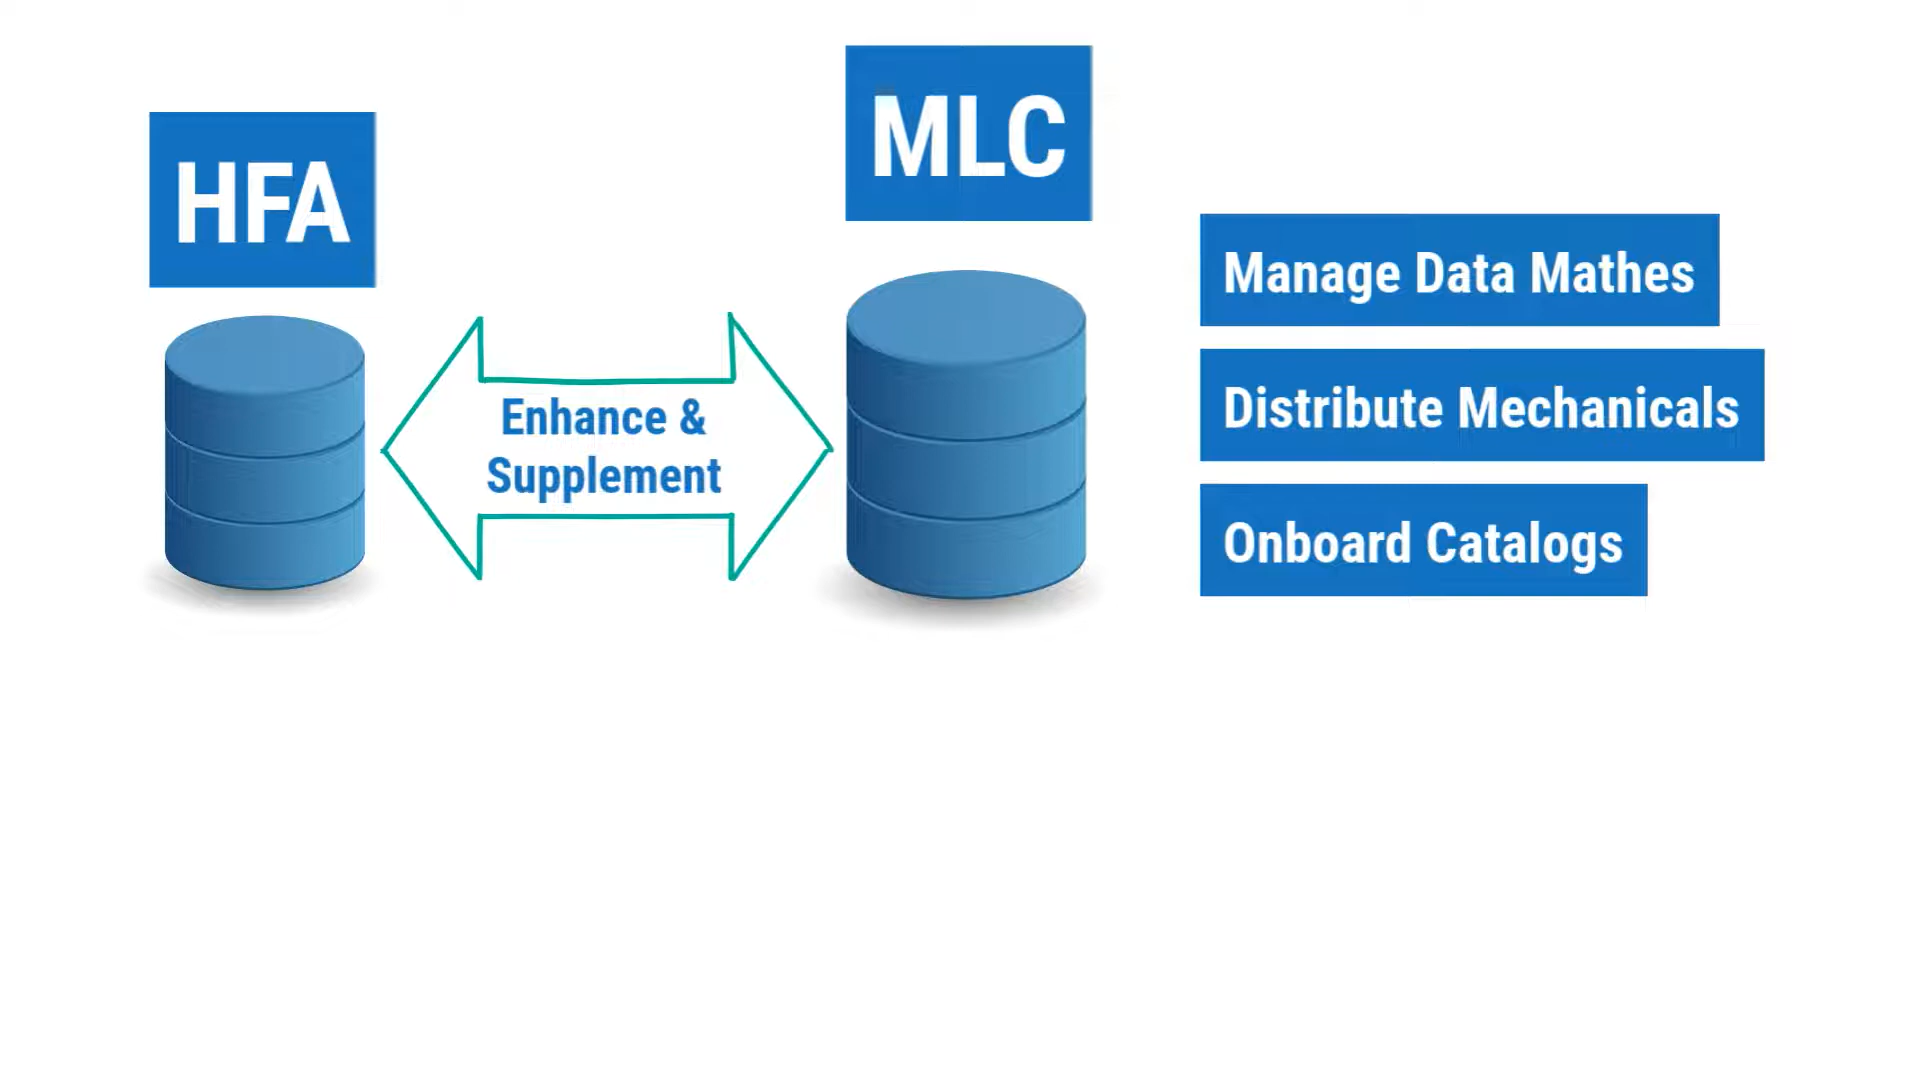 HFA
MLC
Enhance &
Supplement
Manage Data Mathes
Distribute Mechanicals
Onboard Catalogs